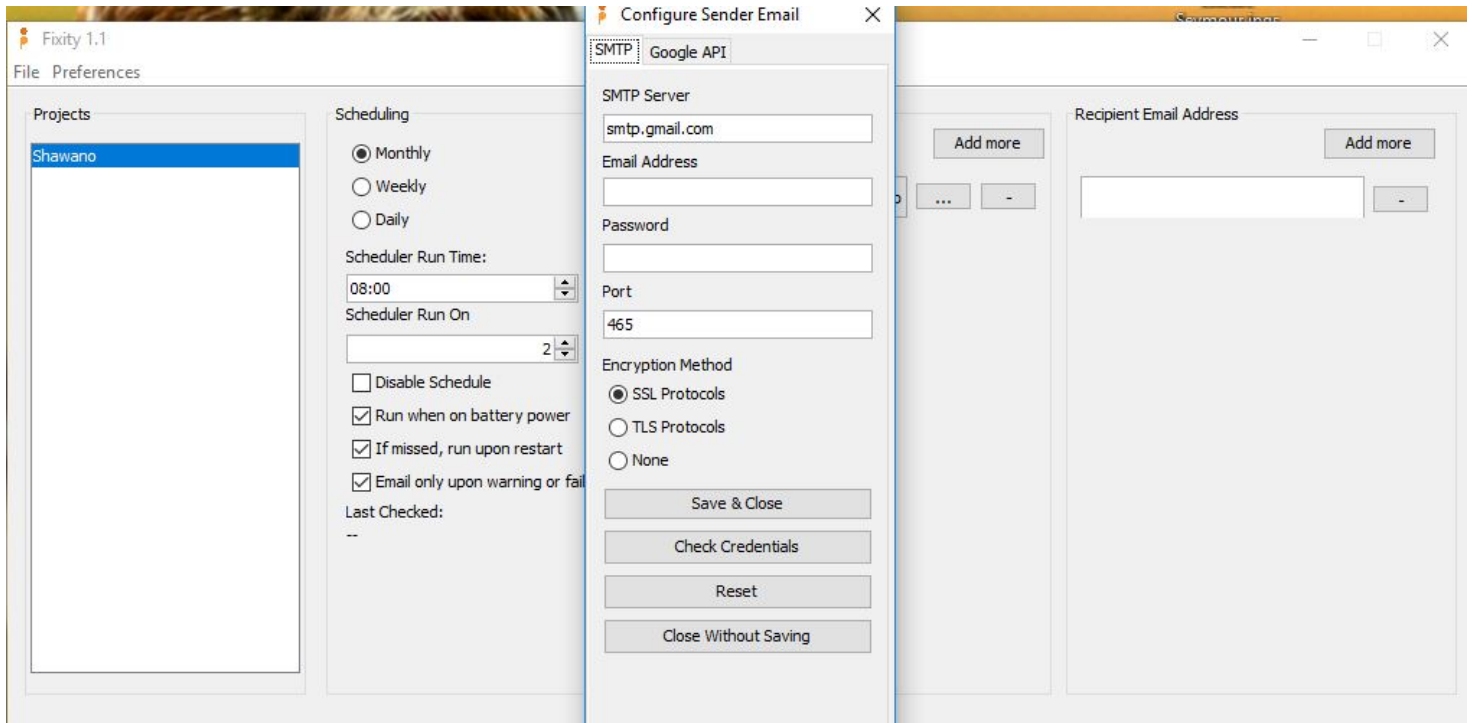 Configure Sender Email
Fixity 1.1
File Preferences
Projects
Shawano
Scheduling
Monthly
Weekly
Daily
Scheduler Run Time:
08:00
Scheduler Run On
2
Disable Schedule
Run when on battery power
If missed, run upon restart
Email only upon warning or fail
Last Checked:
--
SMTP Google API
SMTP Server
smtp.gmail.com
Email Address
Password
Port
465
Encryption Method
SSL Protocols
TLS Protocols
None
Save & Close
Check Credentials
Reset
Close Without Saving
Add more
... -
Recipient Email Address
Add more
-